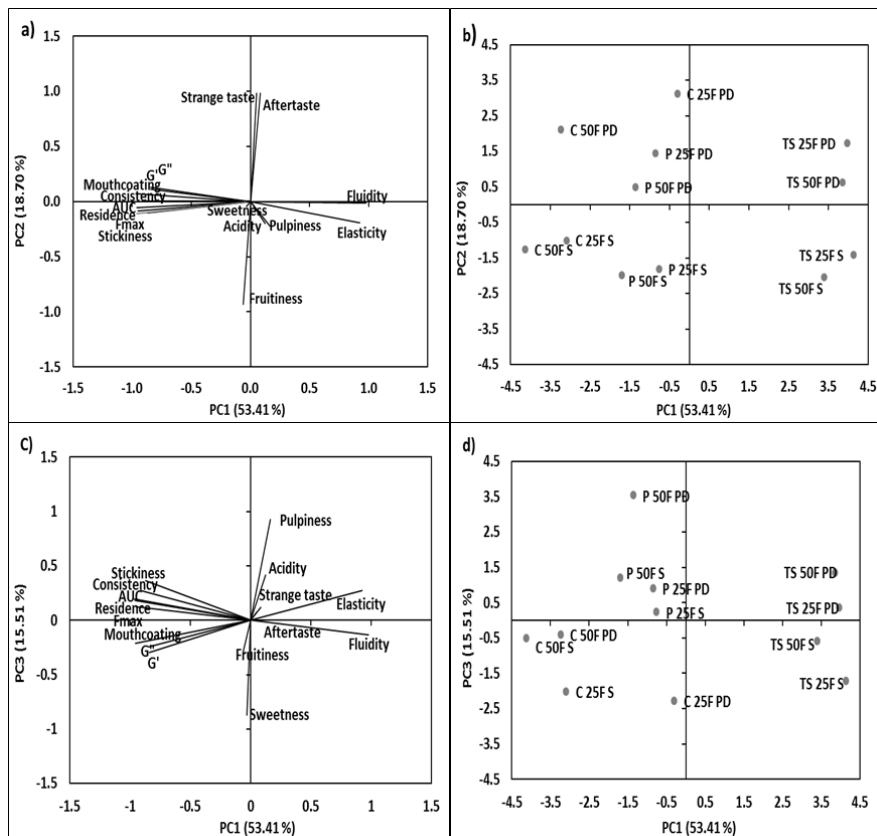 a)
1.5
1.0
0.5
0.0
-0.5
-1.0
-1.5
PC2 (18.70 %)
Strange taste
Aftertaste
G'
G"
Mouthcoating
Consistency
AUC
Residence
Fmax
Stickiness
Sweetness
Acidity
Pulpiness
Fluidity
Elasticity
Fruitiness
-1.5 -1.0 -0.5 0.0 0.5 1.0 1.5
PC1 (53.41 %)
b)
4.5
3.5
2.5
1.5
0.5
-0.5
-1.5
-2.5
-3.5
-4.5
PC2 (18.70 %)
C 25F PD
C 50F PD
TS 25F PD
P 25F PD
TS 50F PD
P 50F PD
C 25F S
C 50F S
TS 25F S
P 25F S
P 50F S
TS 50F S
-4.5 -3.5 -2.5 -1.5 -0.5 0.5 1.5 2.5 3.5 4.5
PC1 (53.41 %)
C)
1.5
1
0.5
0
-0.5
-1
-1.5
PC3 (15.51 %)
Pulpiness
Acidity
Stickiness
Consistency
AUC
Residence
Fmax
Mouthcoating
G"
G'
Strange taste
Elasticity
Aftertaste
Fluidity
Fruitiness
Sweetness
-1.5 -1 -0.5 0 0.5 1 1.5
PC1 (53.41 %)
d)
4.5
3.5
2.5
1.5
0.5
-0.5
-1.5
-2.5
-3.5
-4.5
PC3 (15.51 %)
P 50F PD
P 50F S
TS 50F PD
P 25F PD
TS 25F PD
P 25F S
C 50F PD
C 50F S
TS 50F S
TS 25F S
C 25F S
C 25F PD
-4.5 -3.5 -2.5 -1.5 -0.5 0.5 1.5 2.5 3.5 4.5
PC1 (53.41 %)